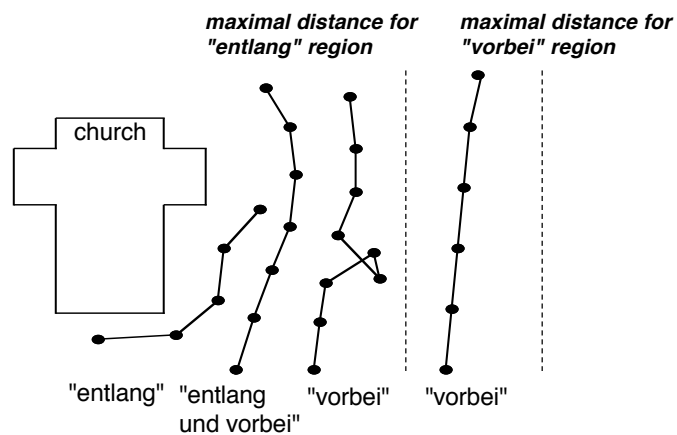 maximal distance for
"entlang" region
maximal distance for
"vorbei" region
church
"entlang"
"entlang
und vorbei"
"vorbei"
"vorbei"